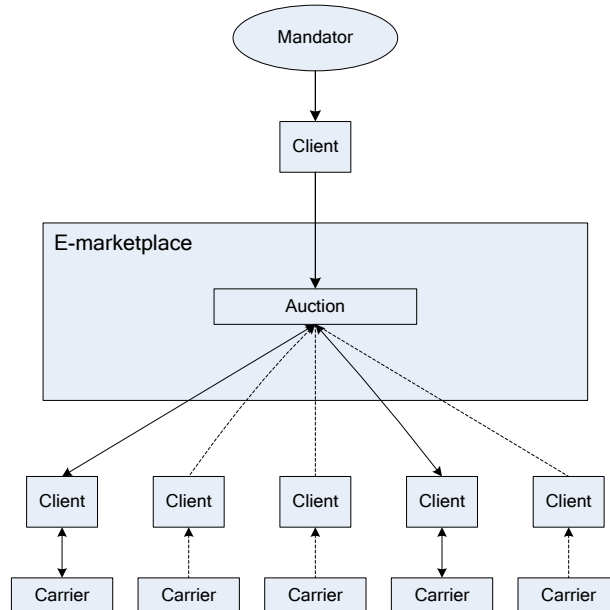 Mandator
Client
E-marketplace
Auction
Client
Client
Client
Client
Client
Carrier
Carrier
Carrier
Carrier
Carrier